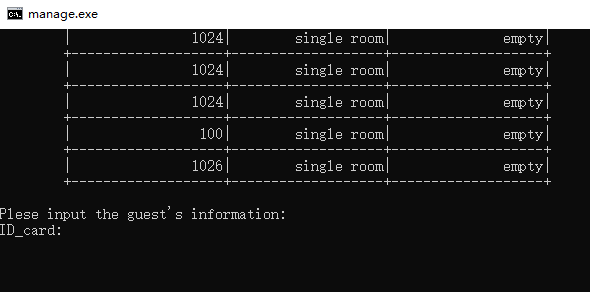 manage.exe
| 1024| single room| empty|
+--------------------+--------------------+--------------------+
| 1024| single room| empty|
+--------------------+--------------------+--------------------+
| 1024| single room| empty|
+--------------------+--------------------+--------------------+
| 100| single room| empty|
+--------------------+--------------------+--------------------+
| 1026| single room| empty|
+--------------------+--------------------+--------------------+
Plese input the guest's information:
ID_card: